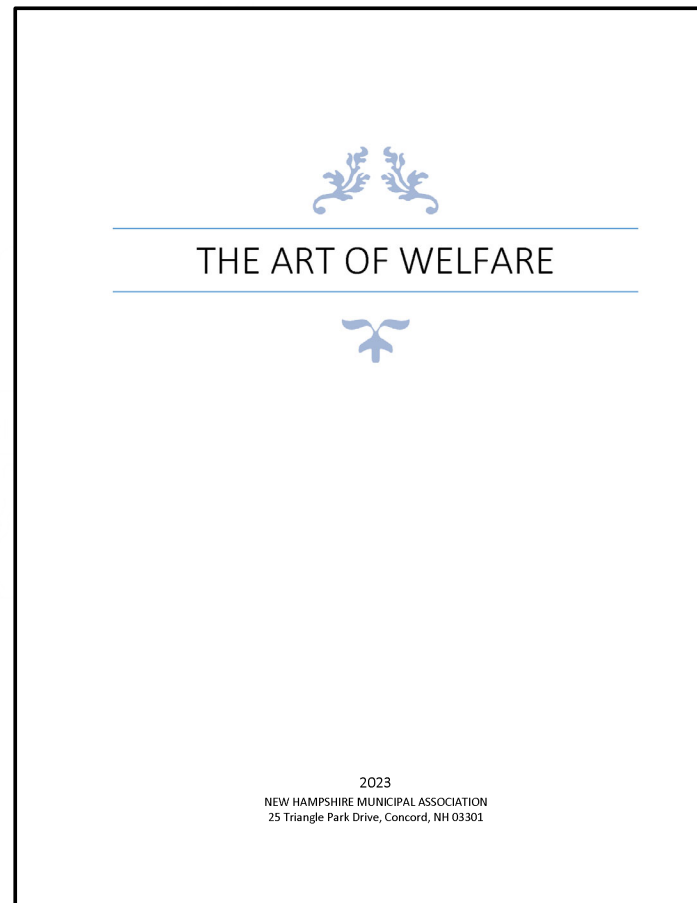 THE ART OF WELFARE
2023
NEW HAMPSHIRE MUNICIPAL ASSOCIATION
25 Triangle Park Drive, Concord, NH 03301